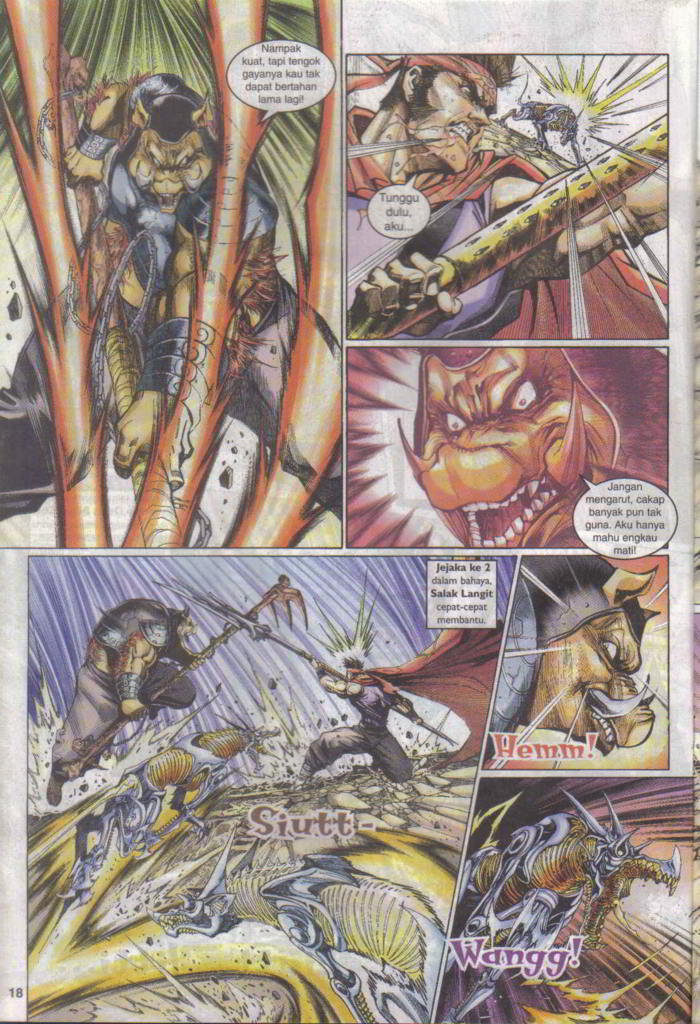 Nampak
kuat, tapi tengok
gayanya kau tak
dapat bertahan
lama lagi!
Tunggu
dulu,
aku...
Jangan
mengarut, cakap
banyak pun tak
guna. Aku hanya
mahu engkau
mati!
Jejaka ke 2
dalam bahaya,
Salak Langit
cepat-cepat
membantu.
Hemm!
Siutt-
Wangg!
18